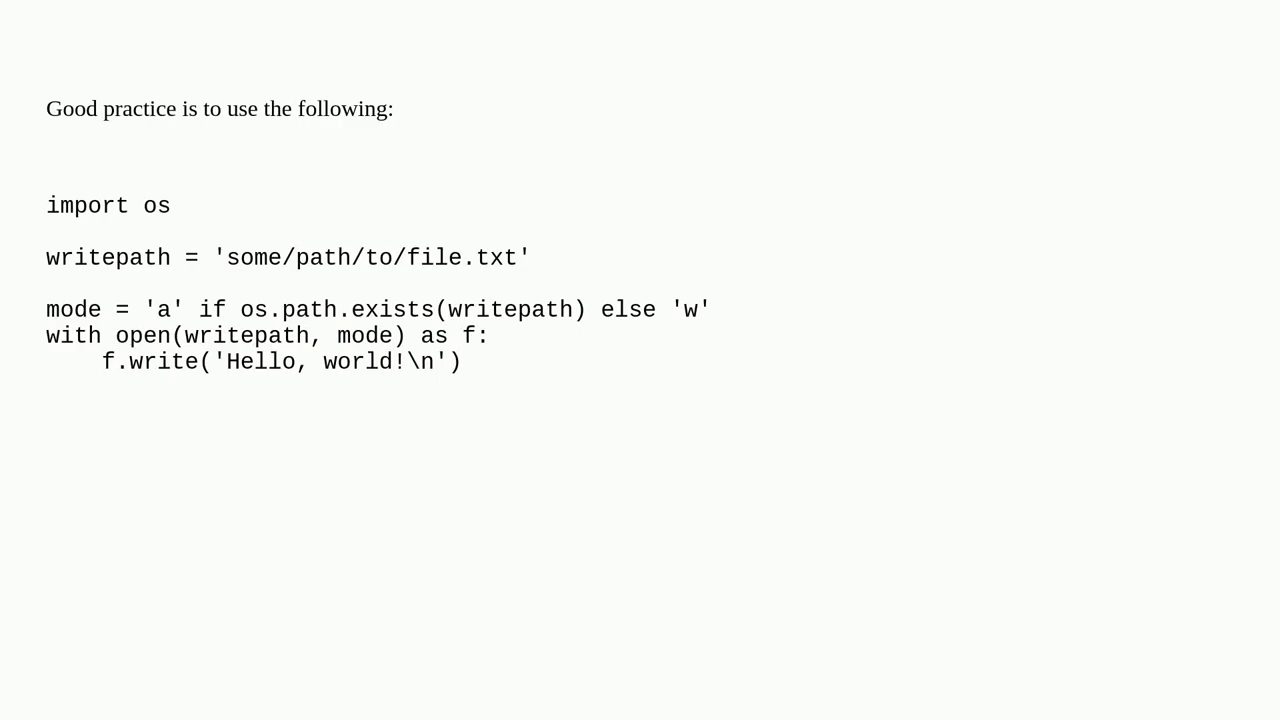 Good practice is to use the following:
import os
writepath = 'some/path/to/file.txt'
mode = 'a' if os.path.exists(writepath) else 'w'
with open(writepath, mode) as f:
    f.write('Hello, world!\n')